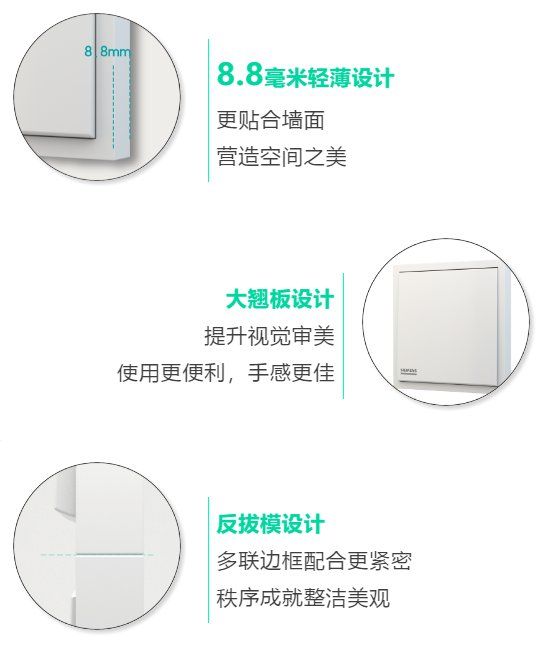 8.8mm
8.8毫米轻薄设计
更贴合墙面
营造空间之美
大翘板设计
提升视觉审美
使用更便利，手感更佳
SIEMENS
反拔模设计
多联边框配合更紧密
秩序成就整洁美观